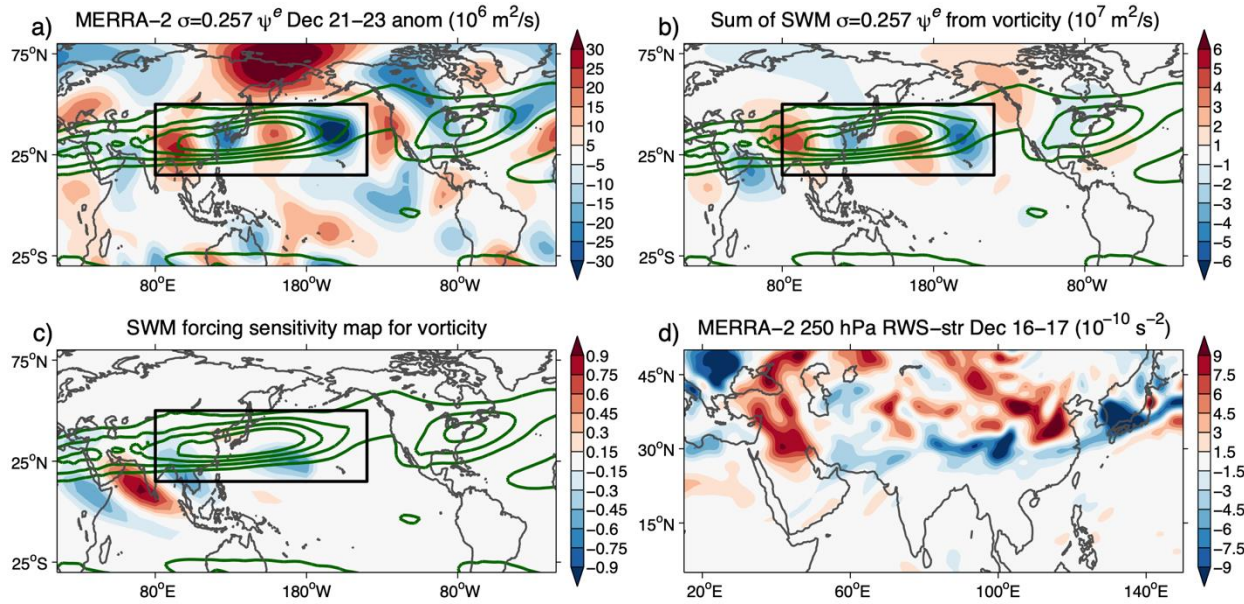 a) MERRA−2 σ=0.257 ψᵉ Dec 21−23 anom (10⁶ m²/s)
75°N
25°N
25°S
80°E 180°W 80°W
30
25
20
15
10
5
−5
−10
−15
−20
−25
−30
b) Sum of SWM σ=0.257 ψᵉ from vorticity (10⁷ m²/s)
75°N
25°N
25°S
80°E 180°W 80°W
6
5
4
3
2
1
−1
−2
−3
−4
−5
−6
c) SWM forcing sensitivity map for vorticity
75°N
25°N
25°S
80°E 180°W 80°W
0.9
0.75
0.6
0.45
0.3
0.15
−0.15
−0.3
−0.45
−0.6
−0.75
−0.9
d) MERRA−2 250 hPa RWS−str Dec 16−17 (10⁻¹⁰ s⁻²)
45°N
30°N
15°N
20°E 60°E 100°E 140°E
9
7.5
6
4.5
3
1.5
−1.5
−3
−4.5
−6
−7.5
−9